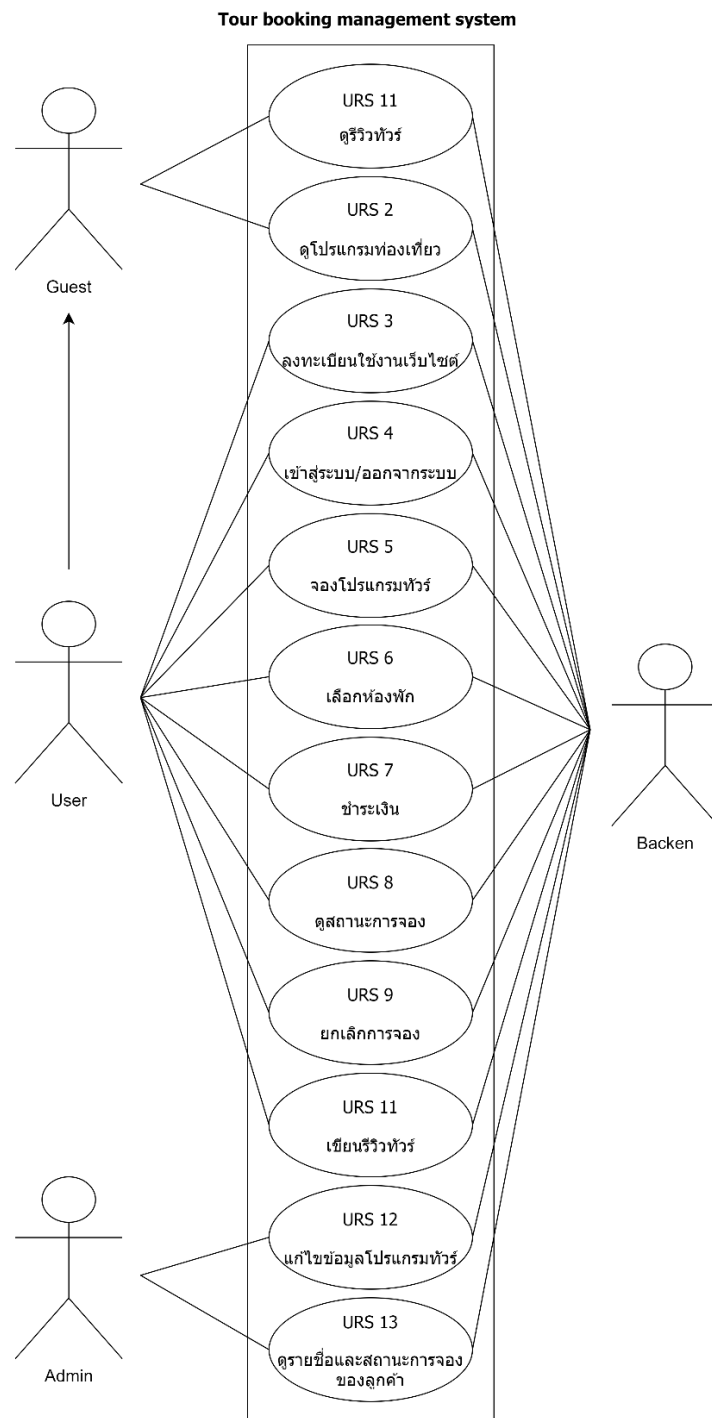 Tour booking management system
URS 11
ดูรีวิวทัวร์
URS 2
ดูโปรแกรมท่องเที่ยว
Guest
URS 3
ลงทะเบียนใช้งานเว็บไซต์
URS 4
เข้าสู่ระบบ/ออกจากระบบ
URS 5
จองโปรแกรมทัวร์
URS 6
เลือกห้องพัก
User
URS 7
ชำระเงิน
Backen
URS 8
ดูสถานะการจอง
URS 9
ยกเลิกการจอง
URS 11
เขียนรีวิวทัวร์
URS 12
แก้ไขข้อมูลโปรแกรมทัวร์
URS 13
ดูรายชื่อและสถานะการจอง
ของลูกค้า
Admin